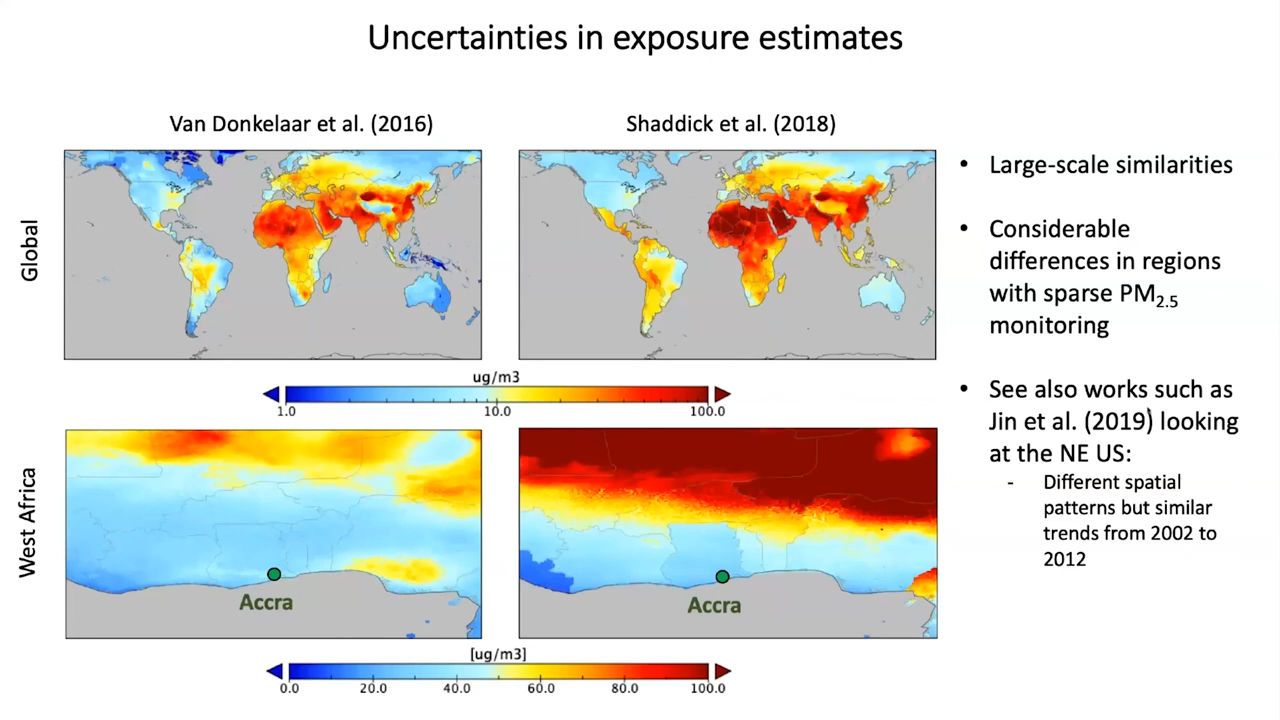 Uncertainties in exposure estimates
Van Donkelaar et al. (2016)
Shaddick et al. (2018)
Global
ug/m3
1.0 10.0 100.0
West Africa
Accra
Accra
[ug/m3]
0.0 20.0 40.0 60.0 80.0 100.0
• Large-scale similarities
• Considerable
differences in regions
with sparse PM2.5
monitoring
• See also works such as
Jin et al. (2019) looking
at the NE US:
- Different spatial
patterns but similar
trends from 2002 to
2012